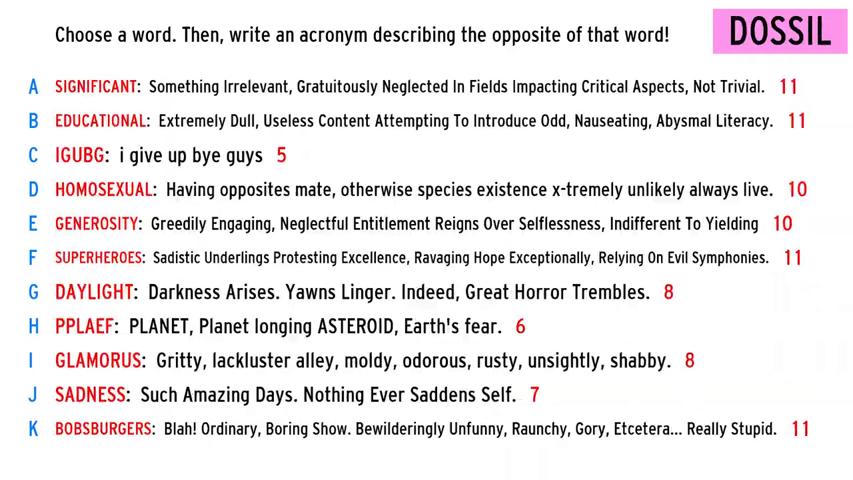 Choose a word. Then, write an acronym describing the opposite of that word!
DOSSIL
A SIGNIFICANT: Something Irrelevant, Gratuitously Neglected In Fields Impacting Critical Aspects, Not Trivial. 11
B EDUCATIONAL: Extremely Dull, Useless Content Attempting To Introduce Odd, Nauseating, Abysmal Literacy. 11
C IGUBG: i give up bye guys 5
D HOMOSEXUAL: Having opposites mate, otherwise species existence x-tremely unlikely always live. 10
E GENEROSITY: Greedily Engaging, Neglectful Entitlement Reigns Over Selflessness, Indifferent To Yielding 10
F SUPERHEROES: Sadistic Underlings Protesting Excellence, Ravaging Hope Exceptionally, Relying On Evil Symphonies. 11
G DAYLIGHT: Darkness Arises. Yawns Linger. Indeed, Great Horror Trembles. 8
H PPLAEF: PLANET, Planet longing ASTEROID, Earth's fear. 6
I GLAMORUS: Gritty, lackluster alley, moldy, odorous, rusty, unsightly, shabby. 8
J SADNESS: Such Amazing Days. Nothing Ever Saddens Self. 7
K BOBSBURGERS: Blah! Ordinary, Boring Show. Bewilderingly Unfunny, Raunchy, Gory, Etcetera... Really Stupid. 11